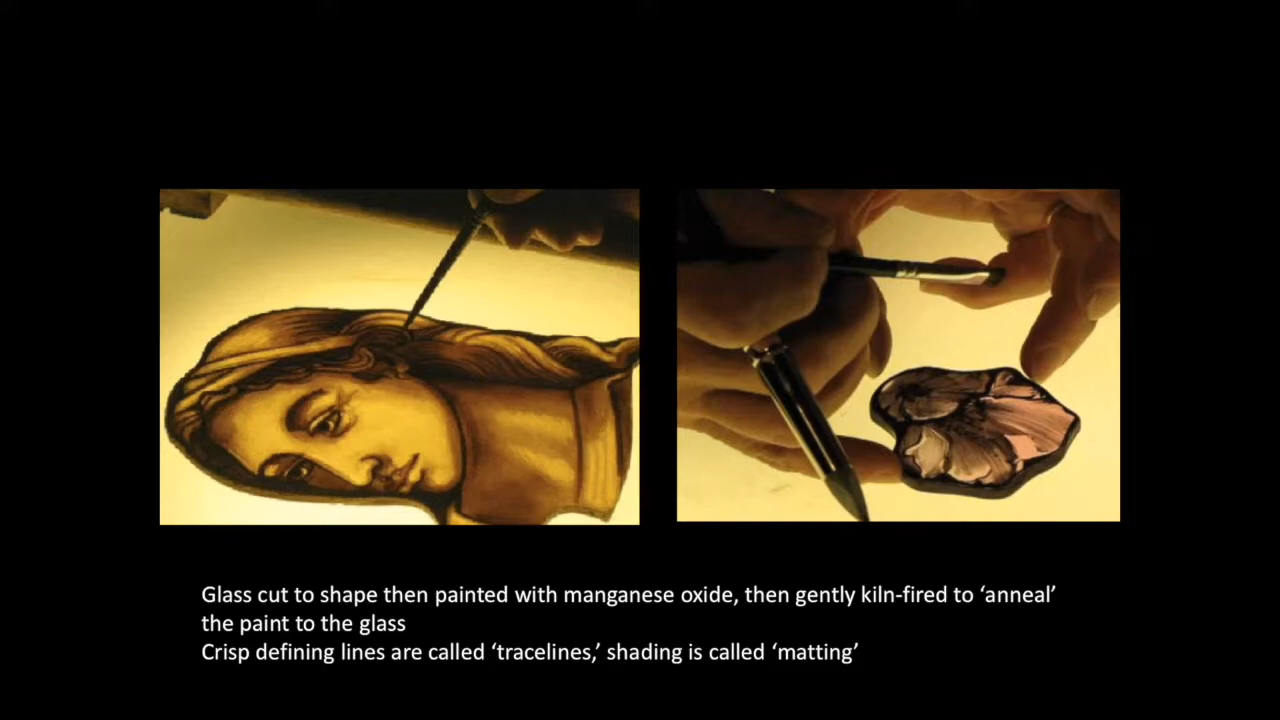 Glass cut to shape then painted with manganese oxide, then gently kiln-fired to ‘anneal’
the paint to the glass
Crisp defining lines are called ‘tracelines,’ shading is called ‘matting’